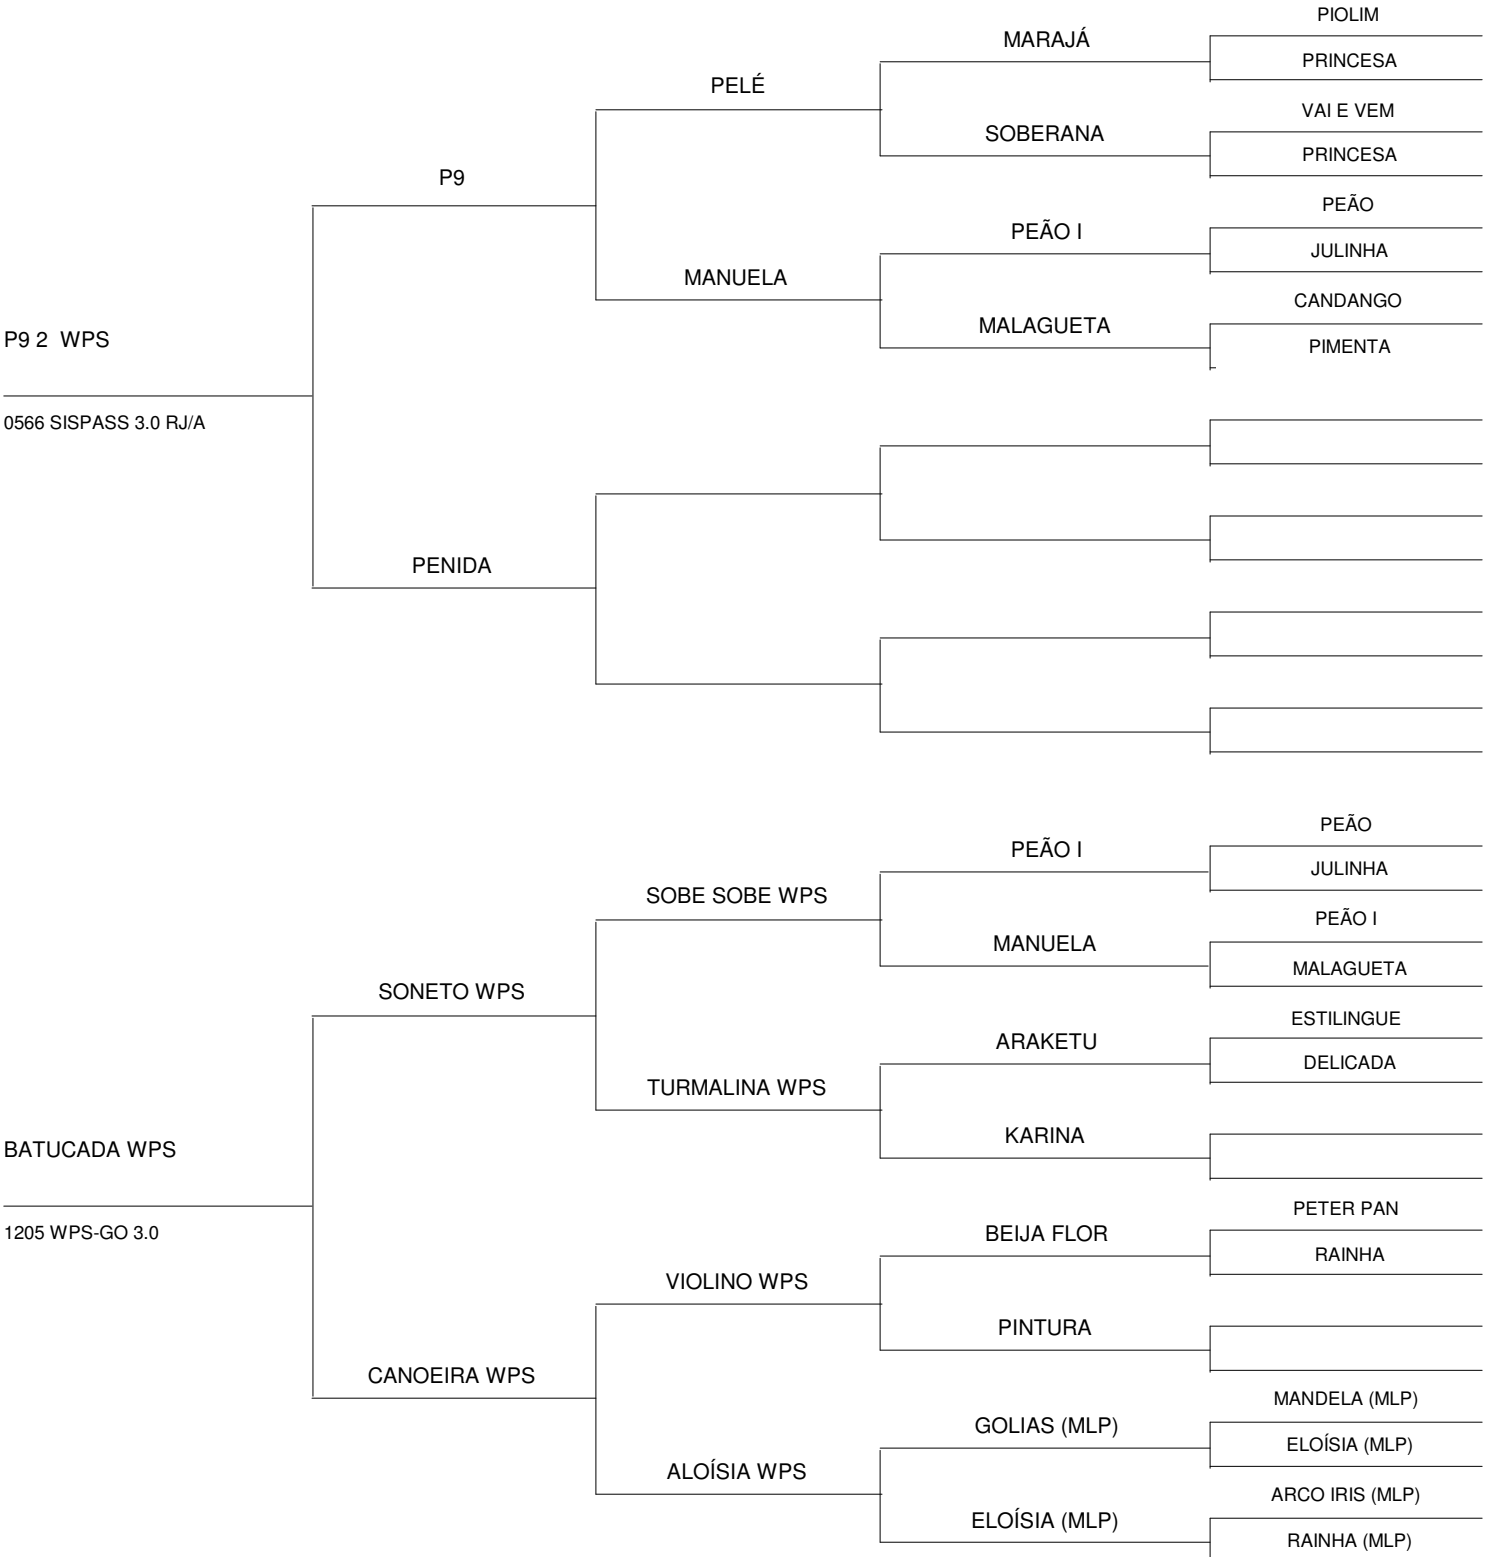 PIOLIM
MARAJÁ
PRINCESA
PELÉ
VAI E VEM
SOBERANA
PRINCESA
P9
PEÃO
PEÃO I
JULINHA
MANUELA
CANDANGO
MALAGUETA
PIMENTA
P9 2 WPS
0566 SISPASS 3.0 RJ/A
PENIDA
PEÃO
PEÃO I
JULINHA
SOBE SOBE WPS
PEÃO I
MANUELA
MALAGUETA
SONETO WPS
ESTILINGUE
ARAKETU
DELICADA
TURMALINA WPS
KARINA
BATUCADA WPS
1205 WPS-GO 3.0
PETER PAN
BEIJA FLOR
RAINHA
VIOLINO WPS
PINTURA
CANOEIRA WPS
MANDELA (MLP)
GOLIAS (MLP)
ELOÍSIA (MLP)
ALOÍSIA WPS
ARCO IRIS (MLP)
ELOÍSIA (MLP)
RAINHA (MLP)